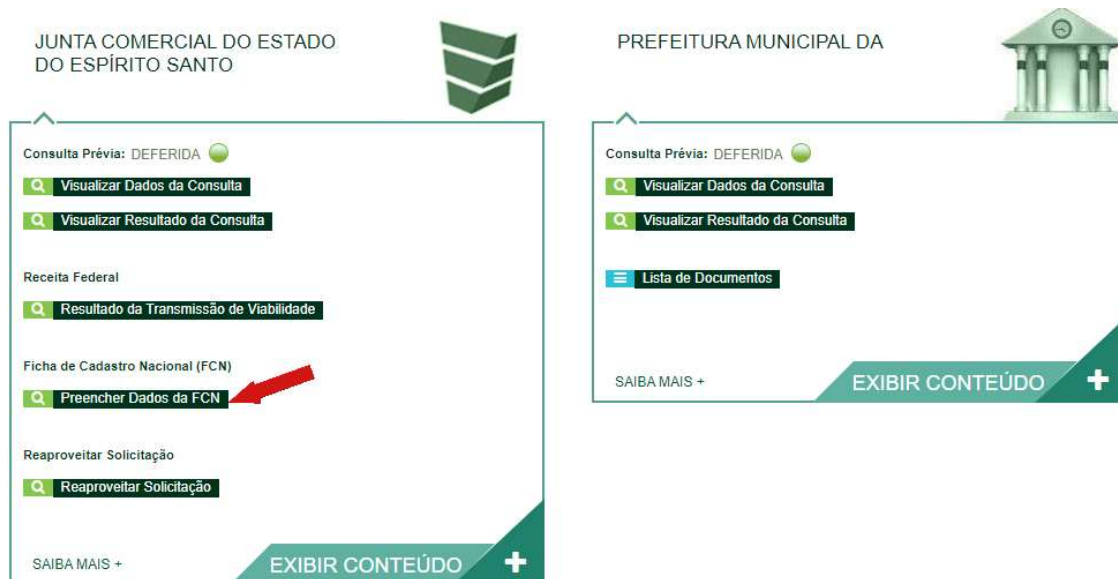 JUNTA COMERCIAL DO ESTADO
DO ESPÍRITO SANTO
Consulta Prévia: DEFERIDA
Visualizar Dados da Consulta
Visualizar Resultado da Consulta
Receita Federal
Resultado da Transmissão de Viabilidade
Ficha de Cadastro Nacional (FCN)
Preencher Dados da FCN
Reaproveitar Solicitação
Reaproveitar Solicitação
SAIBA MAIS +
EXIBIR CONTEÚDO +
PREFEITURA MUNICIPAL DA
Consulta Prévia: DEFERIDA
Visualizar Dados da Consulta
Visualizar Resultado da Consulta
Lista de Documentos
SAIBA MAIS +
EXIBIR CONTEÚDO +